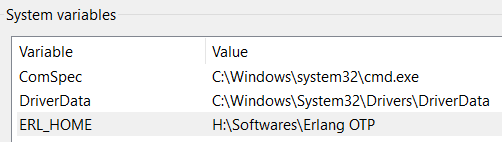 System variables
Variable Value
ComSpec C:\Windows\system32\cmd.exe
DriverData C:\Windows\System32\Drivers\DriverData
ERL_HOME H:\Softwares\Erlang OTP